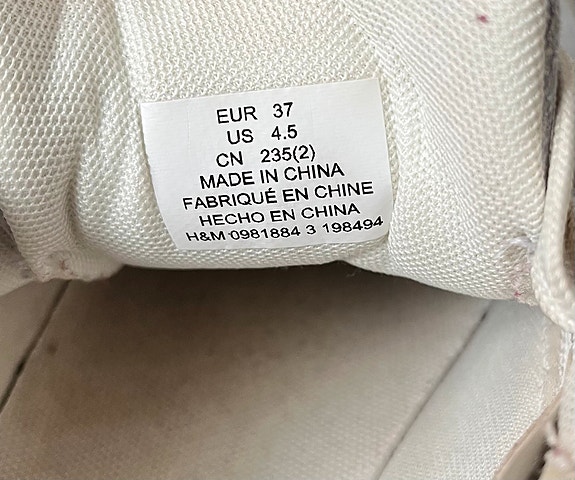 EUR 37
US 4.5
CN 235(2)
MADE IN CHINA
FABRIQUÉ EN CHINE
HECHO EN CHINA
H&M 0981884 3 198494